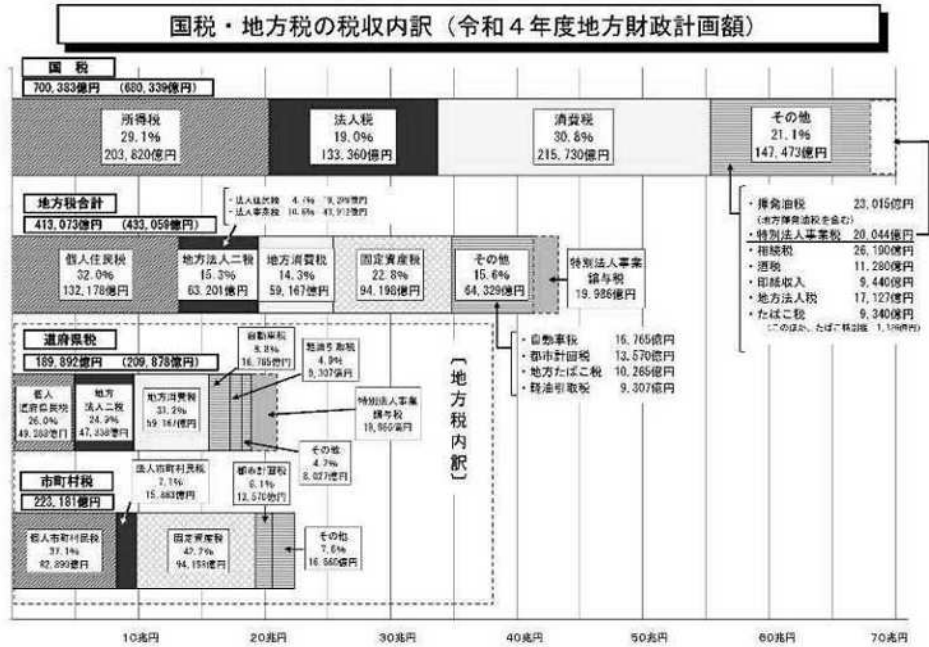 国税・地方税の税収内訳（令和４年度地方財政計画額）
国税
700,383億円 (680,339億円)
所得税
29.1%
203,820億円
法人税
19.0%
133,360億円
消費税
30.8%
215,730億円
その他
21.1%
147,473億円
・揮発油税 23,015億円
(地方揮発油税を含む)
・特別法人事業税 20,044億円
・相続税 26,190億円
・酒税 11,280億円
・印紙収入 9,440億円
・地方法人税 17,127億円
・たばこ税 9,340億円
(このほか、たばこ特別税
地方税合計
413,073億円 (433,059億円)
・法人住民税
・法人事業税
個人住民税
32.0%
132,178億円
地方法人二税
15.3%
63,201億円
地方消費税
14.3%
59,167億円
固定資産税
22.8%
94,198億円
その他
15.6%
64,329億円
特別法人事業
譲与税
19,986億円
・自動車税 16,765億円
・都市計画税 13,570億円
・地方たばこ税 10,265億円
・軽油引取税 9,307億円
〔地方税内訳〕
道府県税
189,892億円 (209,878億円)
個人
道府県民税
26.0%
地方
法人二税
24.9%
地方消費税
59,167億円
自動車税
8.8%
16,765億円
軽油引取税
4.9%
9,307億円
その他
8,027億円
特別法人事業
譲与税
市町村税
223,181億円
個人市町村民税
37.1%
法人市町村民税
7.1%
固定資産税
都市計画税
6.1%
その他
10兆円 20兆円 30兆円 40兆円 50兆円 60兆円 70兆円